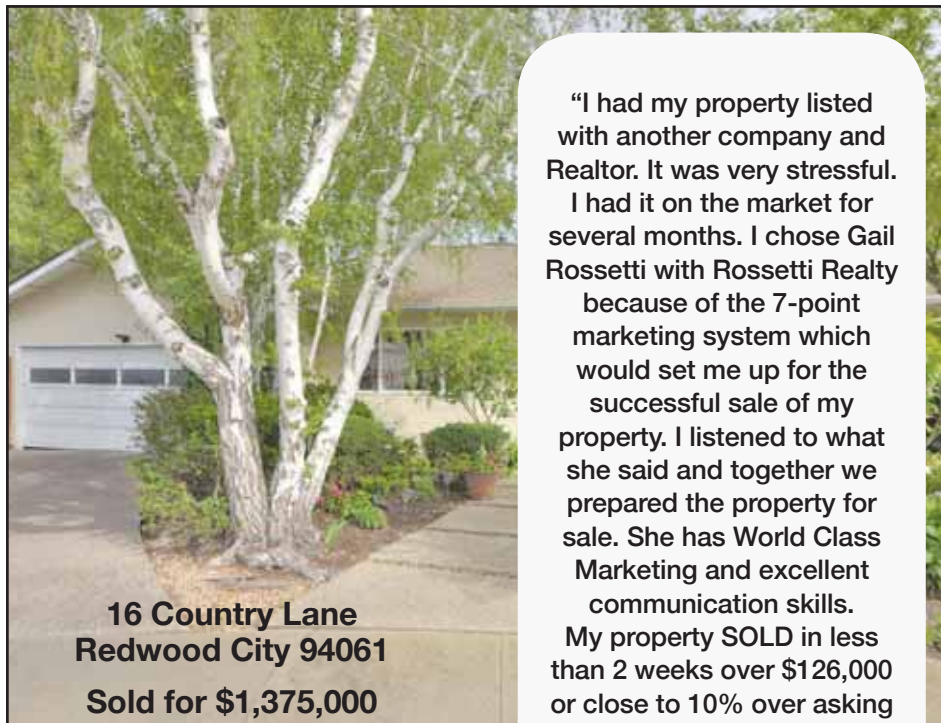 “I had my property listed
with another company and
Realtor. It was very stressful.
I had it on the market for
several months. I chose Gail
Rossetti with Rossetti Realty
because of the 7-point
marketing system which
would set me up for the
successful sale of my
property. I listened to what
she said and together we
prepared the property for
sale. She has World Class
Marketing and excellent
communication skills.
My property SOLD in less
than 2 weeks over $126,000
or close to 10% over asking
16 Country Lane
Redwood City 94061
Sold for $1,375,000